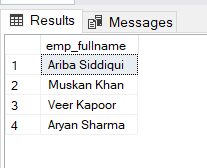 Results Messages
emp_fullname
1 Ariba Siddiqui
2 Muskan Khan
3 Veer Kapoor
4 Aryan Sharma